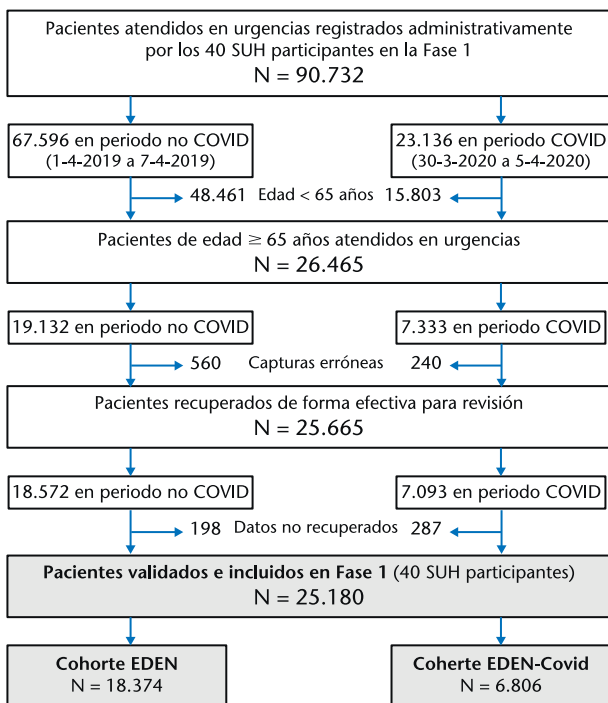 Pacientes atendidos en urgencias registrados administrativamente
por los 40 SUH participantes en la Fase 1
N = 90.732
67.596 en periodo no COVID
(1-4-2019 a 7-4-2019)
23.136 en periodo COVID
(30-3-2020 a 5-4-2020)
48.461 Edad < 65 años 15.803
Pacientes de edad ≥ 65 años atendidos en urgencias
N = 26.465
19.132 en periodo no COVID
7.333 en periodo COVID
560 Capturas erróneas 240
Pacientes recuperados de forma efectiva para revisión
N = 25.665
18.572 en periodo no COVID
7.093 en periodo COVID
198 Datos no recuperados 287
Pacientes validados e incluidos en Fase 1 (40 SUH participantes)
N = 25.180
Cohorte EDEN
N = 18.374
Coherte EDEN-Covid
N = 6.806